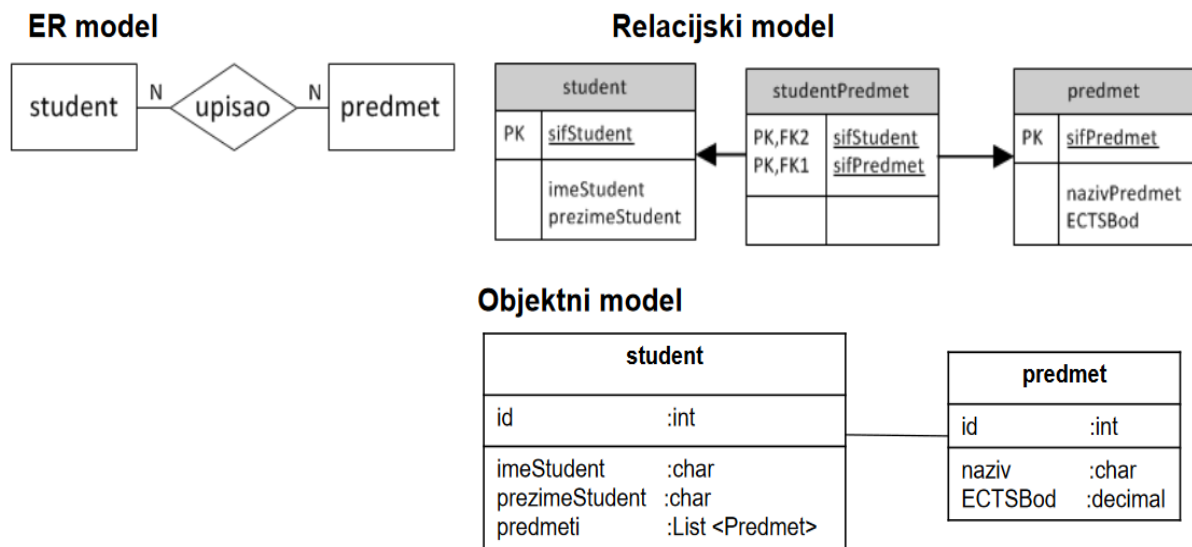 ER model
student N upisao N predmet
Relacijski model
student
PK sifStudent
imeStudent
prezimeStudent
studentPredmet
PK,FK2 sifStudent
PK,FK1 sifPredmet
predmet
PK sifPredmet
nazivPredmet
ECTSBod
Objektni model
student
id :int
imeStudent :char
prezimeStudent :char
predmeti :List <Predmet>
predmet
id :int
naziv :char
ECTSBod :decimal